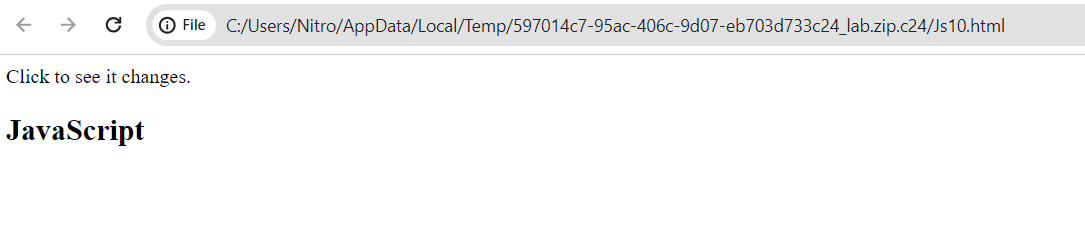 File C:/Users/Nitro/AppData/Local/Temp/597014c7-95ac-406c-9d07-eb703d733c24_lab.zip.c24/Js10.html
Click to see it changes.
JavaScript